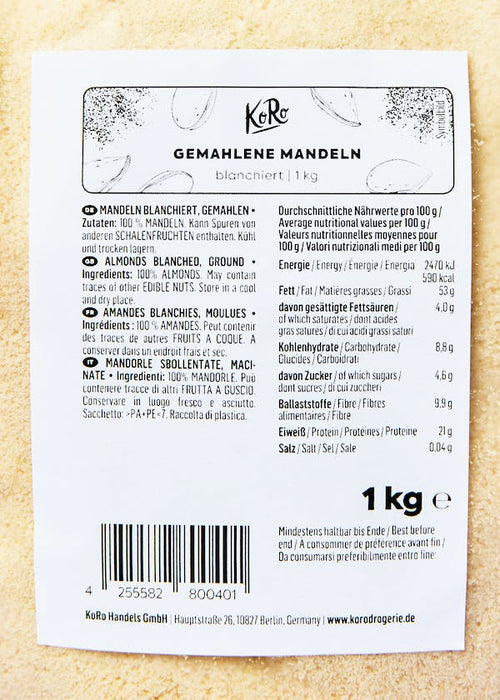 KoRo
Symbolbild
GEMAHLENE MANDELN
blanchiert | 1 kg
DE MANDELN BLANCHIERT, GEMAHLEN •
Zutaten: 100 % MANDELN. Kann Spuren von
anderen SCHALENFRÜCHTEN enthalten. Kühl
und trocken lagern.
GB ALMONDS BLANCHED, GROUND •
Ingredients: 100% ALMONDS. May contain
traces of other EDIBLE NUTS. Store in a cool
and dry place.
FR AMANDES BLANCHIES, MOULUES •
Ingrédients : 100 % AMANDES. Peut contenir
des traces de autres FRUITS A COQUE. A
conserver dans un endroit frais et sec.
IT MANDORLE SBOLLENTATE, MACI-
NATE • Ingredienti: 100% MANDORLE. Può
contenere tracce di altri FRUTTA A GUSCIO.
Conservare in luogo fresco e asciutto.
Sacchetto: >PA+PE<7. Raccolta di plastica.
Durchschnittliche Nährwerte pro 100 g /
Average nutritional values per 100 g /
Valeurs nutritionnelles moyennes pour
100 g / Valori nutrizionali medi per 100 g
Energie / Energy / Énergie / Energia 2470 kJ
590 kcal
Fett / Fat / Matières grasses / Grassi 53 g
davon gesättigte Fettsäuren / 4,0 g
of which saturates / dont acides
gras satures / di cui acidi grassi saturi
Kohlenhydrate / Carbohydrate / 8,8 g
Glucides / Carboidrati
davon Zucker / of which sugars / 4,6 g
dont sucres / di cui zuccheri
Ballaststoffe / Fibre / Fibres 9,9 g
alimentaires / Fibre
Eiweiß / Protein / Protéines / Proteine 21 g
Salz / Salt / Sel / Sale 0,04 g
1 kg ℮
Mindestens haltbar bis Ende / Best before
end / A consommer de préférence avant fin /
Da consumarsi preferibilmente entro fine:
4 255582 800401
KoRo Handels GmbH | Hauptstraße 26, 10827 Berlin, Germany | www.korodrogerie.de